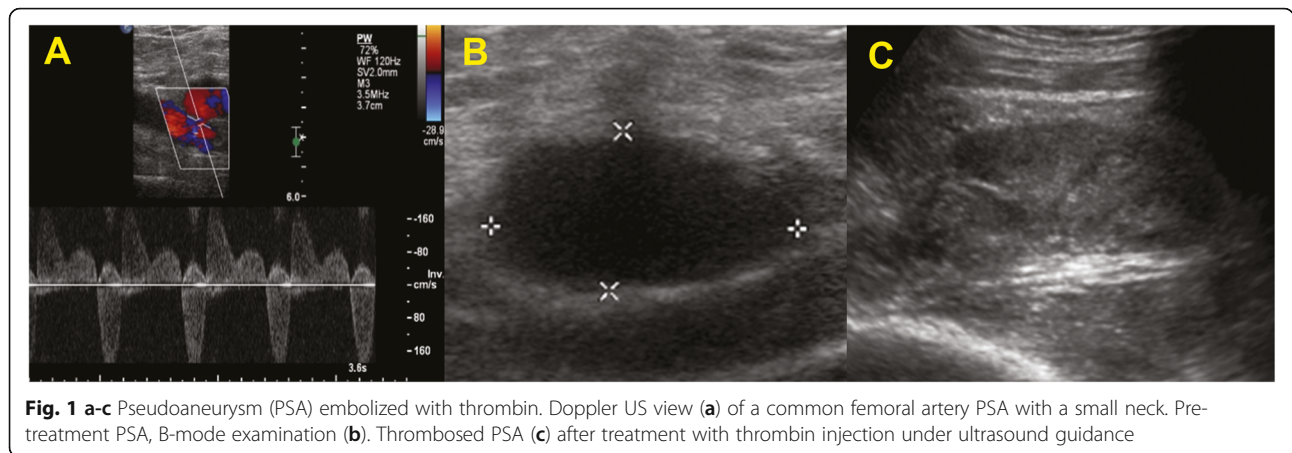 A
PW
72%
WF 120Hz
SV2.0mm
M3
3.5MHz
3.7cm
-28.9
cm/s
6.0-
-160
-80
Inv.
cm/s
80
160
3.6s
B
C
Fig. 1 a-c Pseudoaneurysm (PSA) embolized with thrombin. Doppler US view (a) of a common femoral artery PSA with a small neck. Pre-
treatment PSA, B-mode examination (b). Thrombosed PSA (c) after treatment with thrombin injection under ultrasound guidance